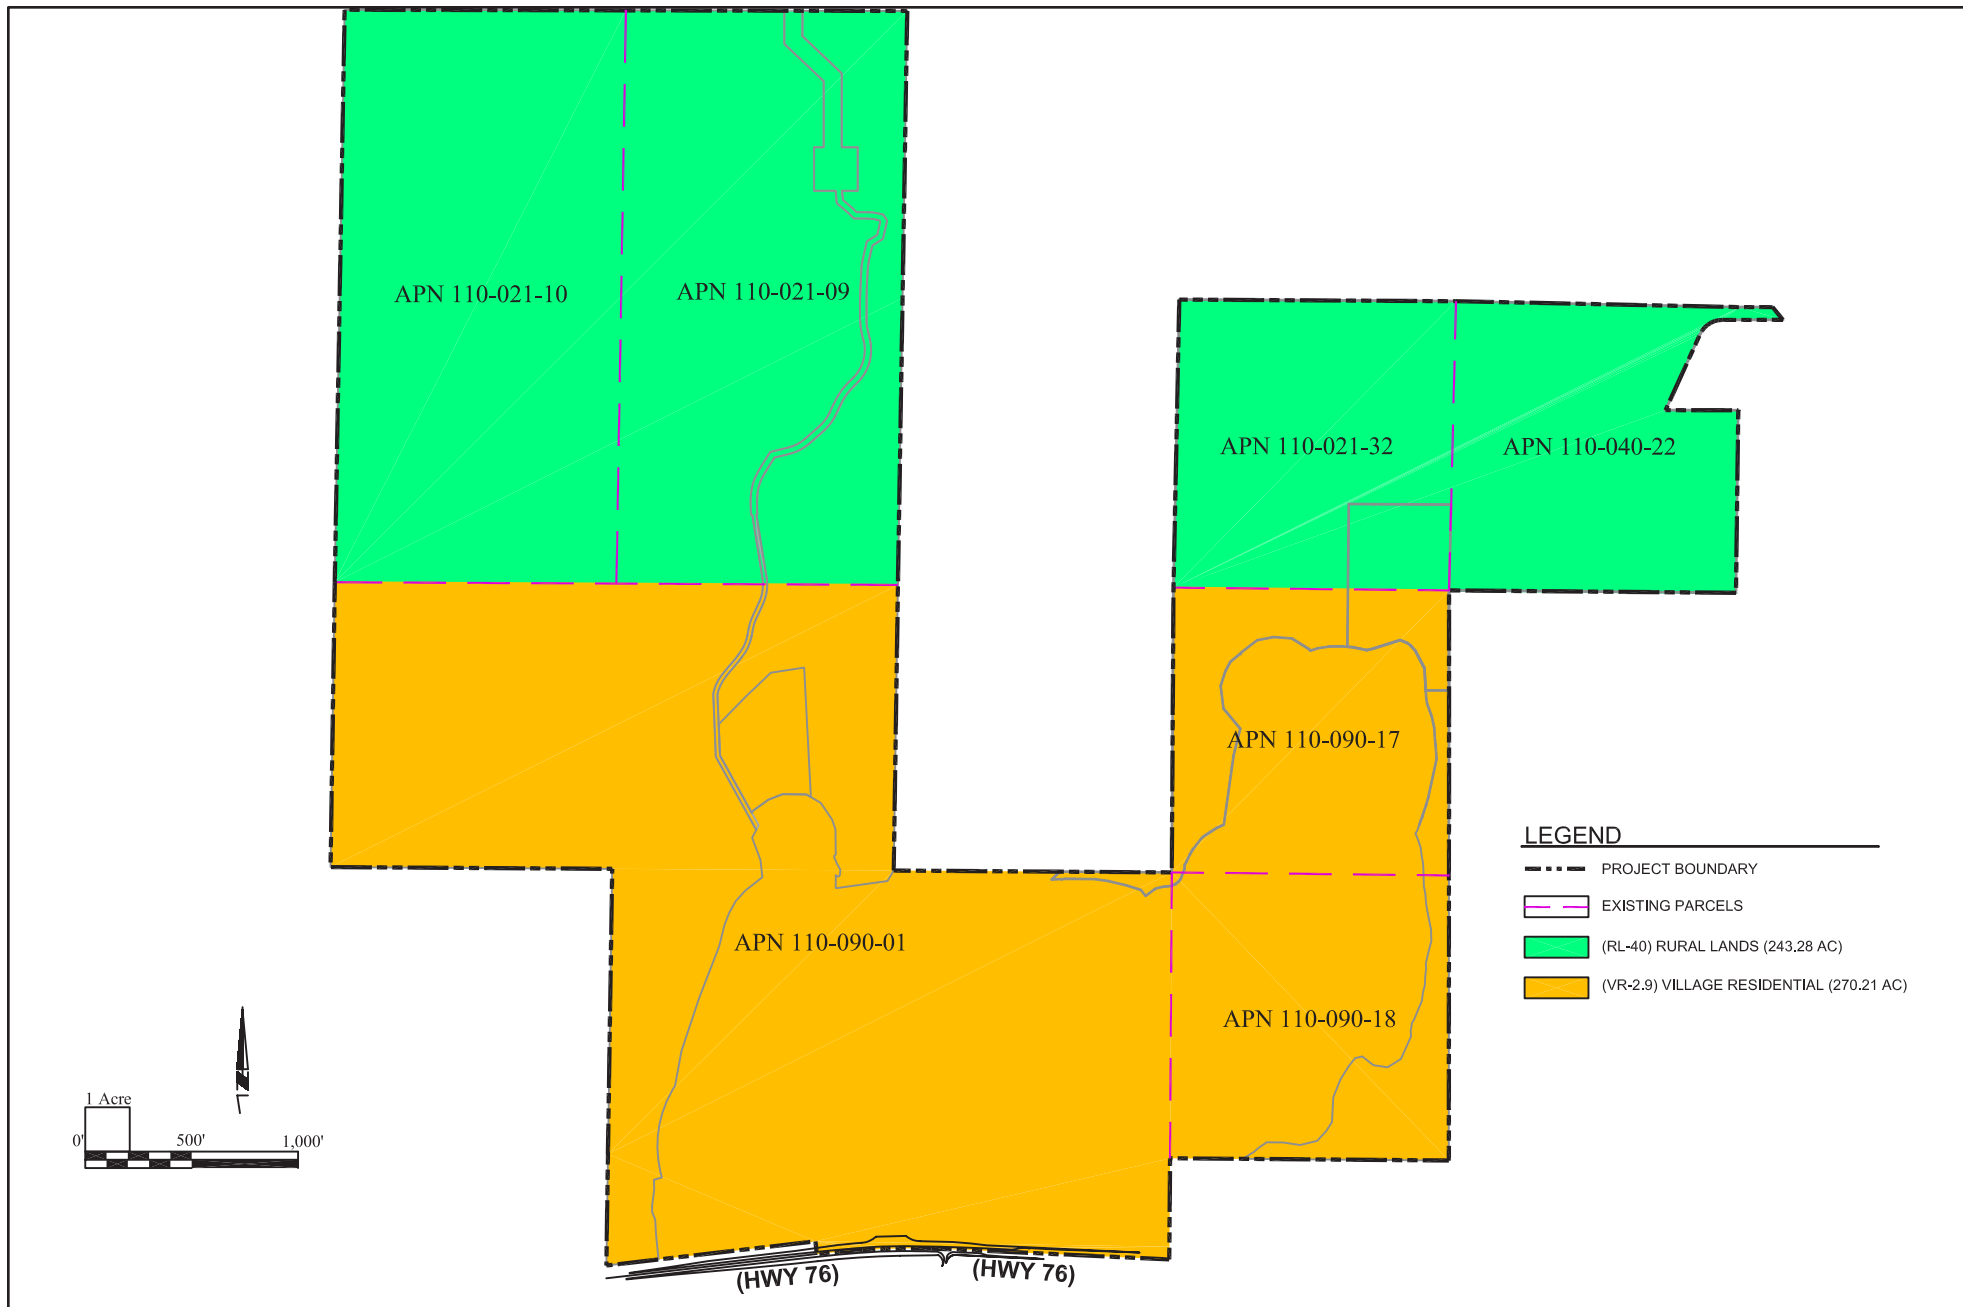 APN 110-021-10
APN 110-021-09
APN 110-021-32
APN 110-040-22
APN 110-090-17
APN 110-090-01
APN 110-090-18
LEGEND
PROJECT BOUNDARY
EXISTING PARCELS
(RL-40) RURAL LANDS (243.28 AC)
(VR-2.9) VILLAGE RESIDENTIAL (270.21 AC)
N
1 Acre
0' 500' 1,000'
(HWY 76) (HWY 76)